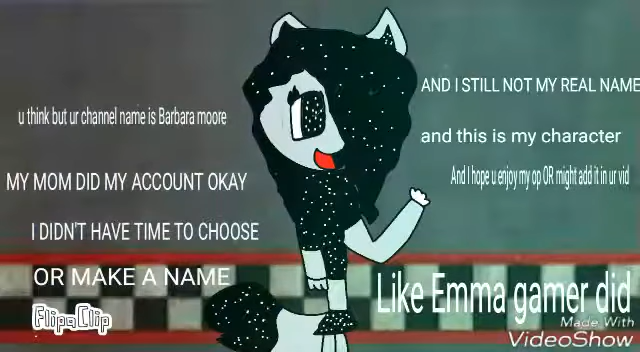 u think but ur channel name is Barbara moore
MY MOM DID MY ACCOUNT OKAY
I DIDN'T HAVE TIME TO CHOOSE
OR MAKE A NAME
AND I STILL NOT MY REAL NAME
and this is my character
And I hope u enjoy my op OR might add it in ur vid
Like Emma gamer did
FlipaClip
Made With
VideoShow